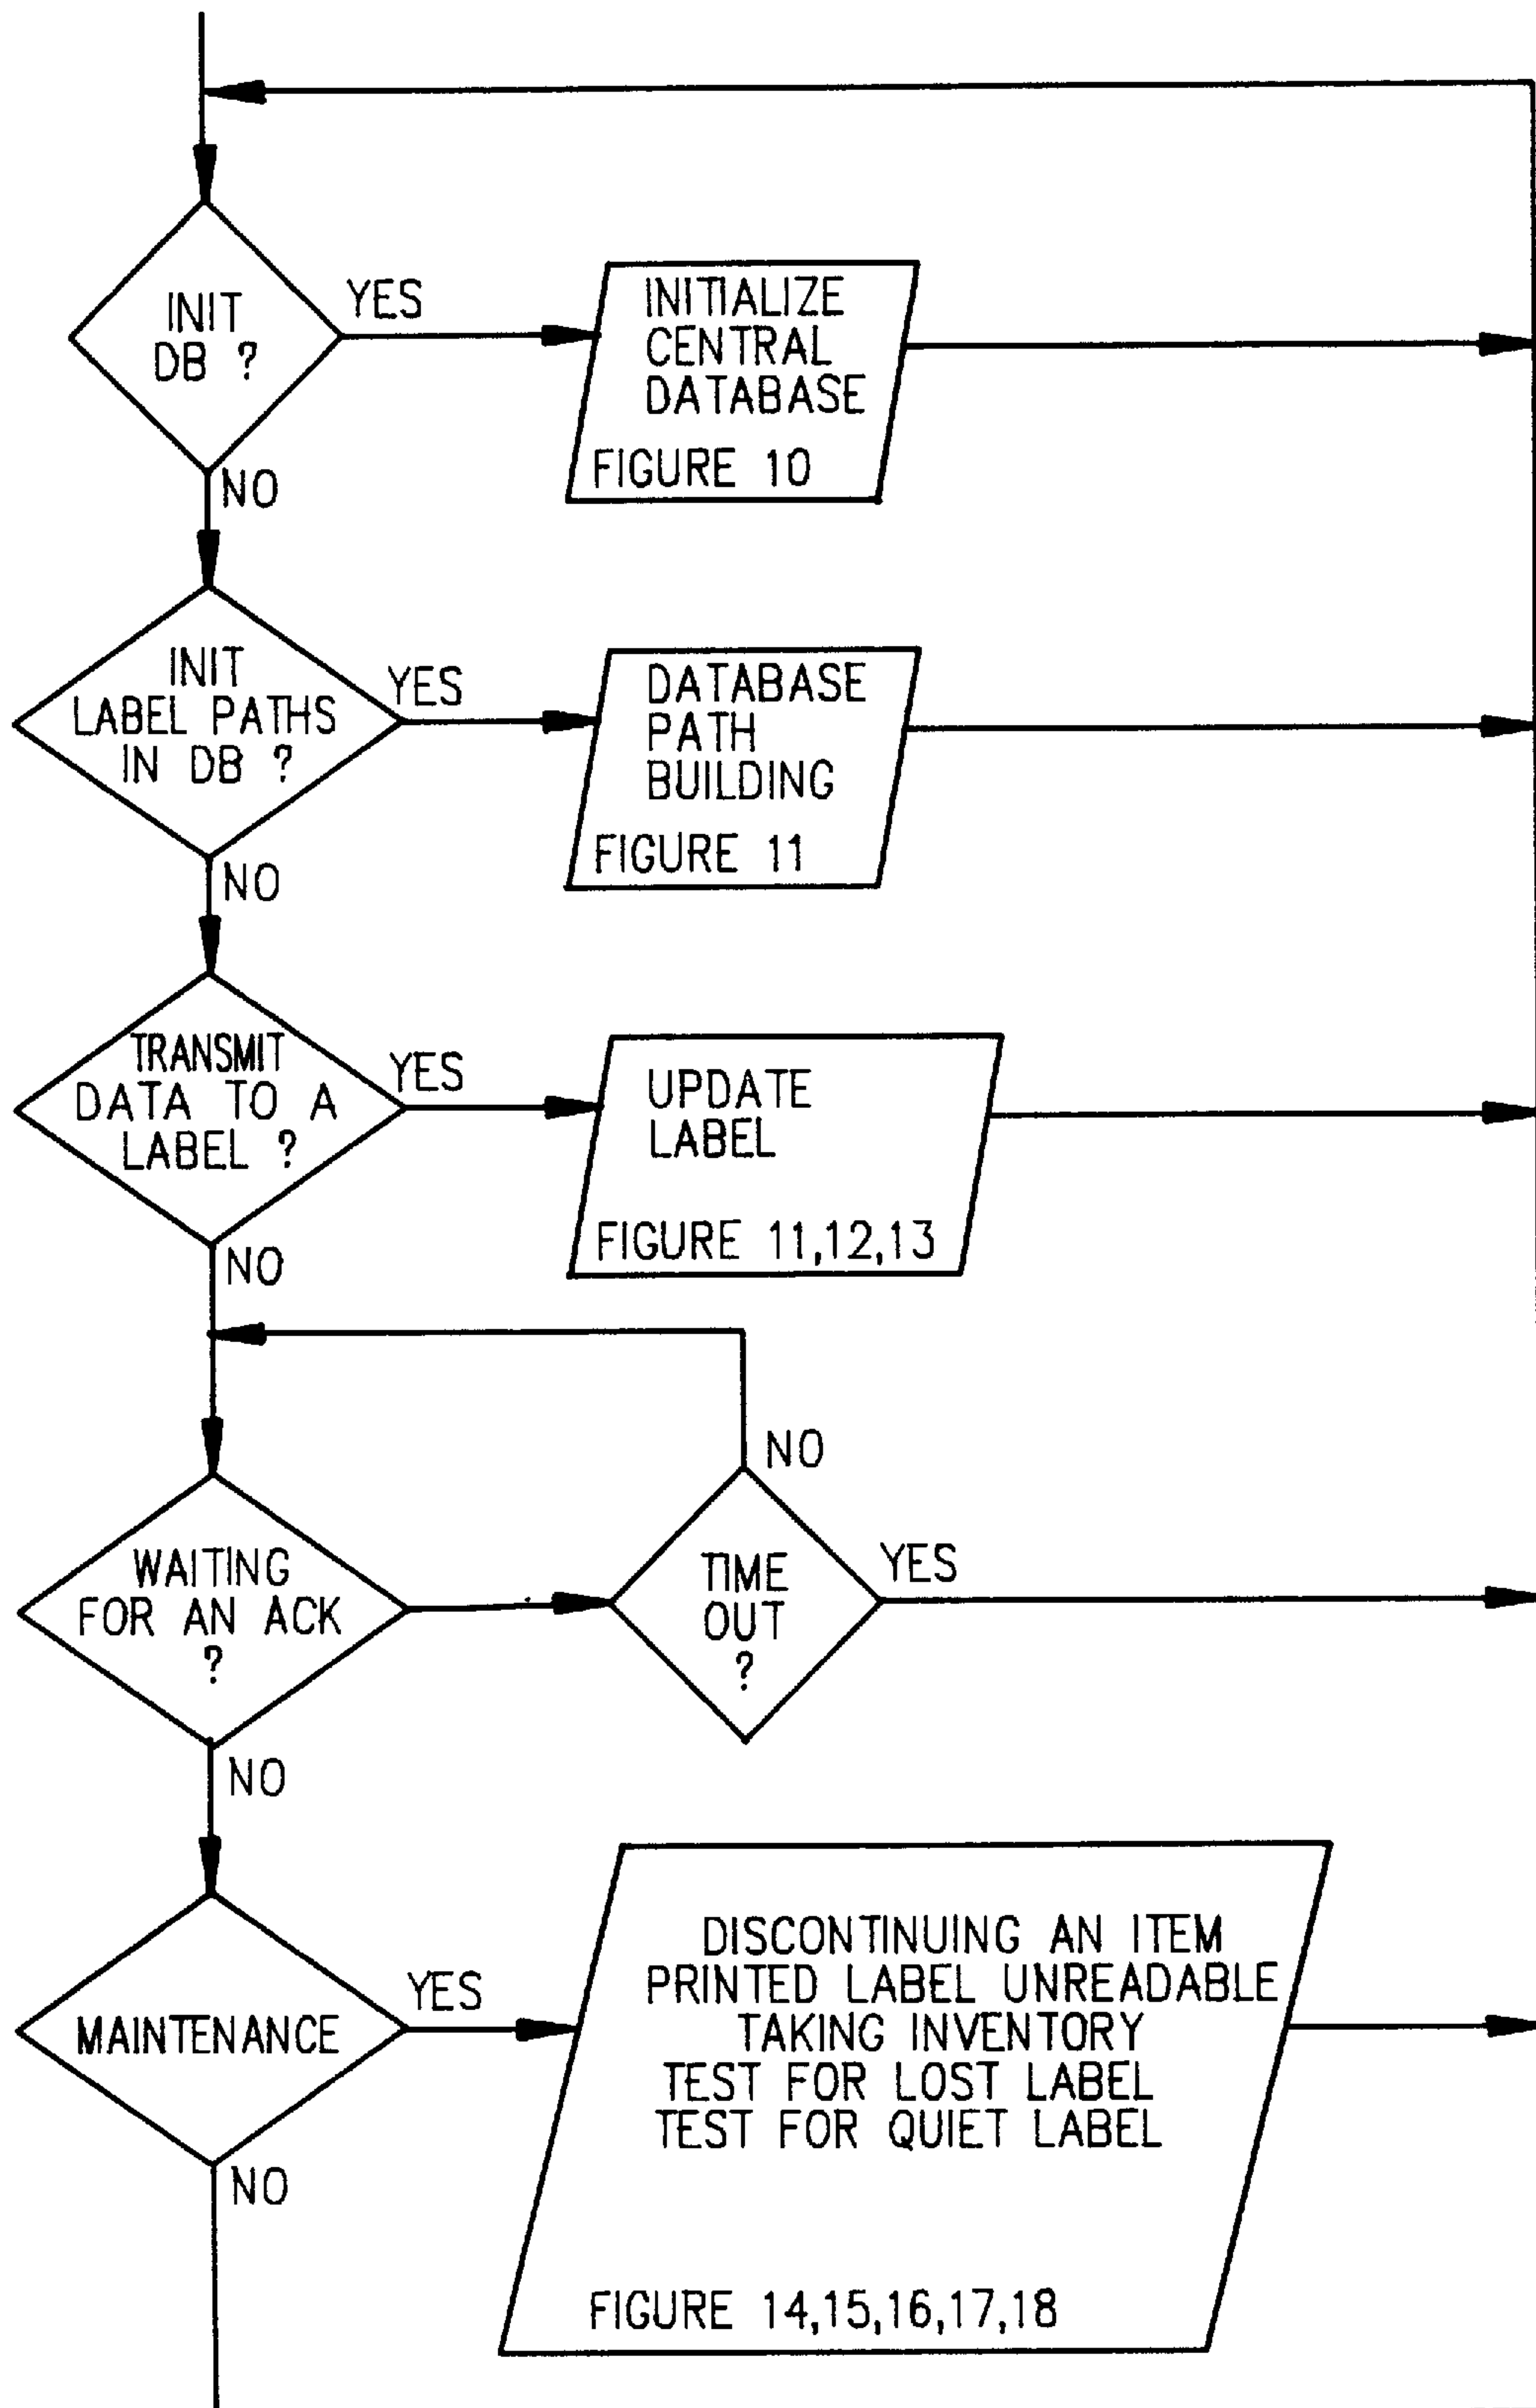 INIT
DB ?
YES
NO
INITIALIZE
CENTRAL
DATABASE
FIGURE 10
INIT
LABEL PATHS
IN DB ?
YES
NO
DATABASE
PATH
BUILDING
FIGURE 11
TRANSMIT
DATA TO A
LABEL ?
YES
NO
UPDATE
LABEL
FIGURE 11,12,13
WAITING
FOR AN ACK
?
NO
TIME
OUT
?
NO
YES
MAINTENANCE
YES
NO
DISCONTINUING AN ITEM
PRINTED LABEL UNREADABLE
TAKING INVENTORY
TEST FOR LOST LABEL
TEST FOR QUIET LABEL
FIGURE 14,15,16,17,18